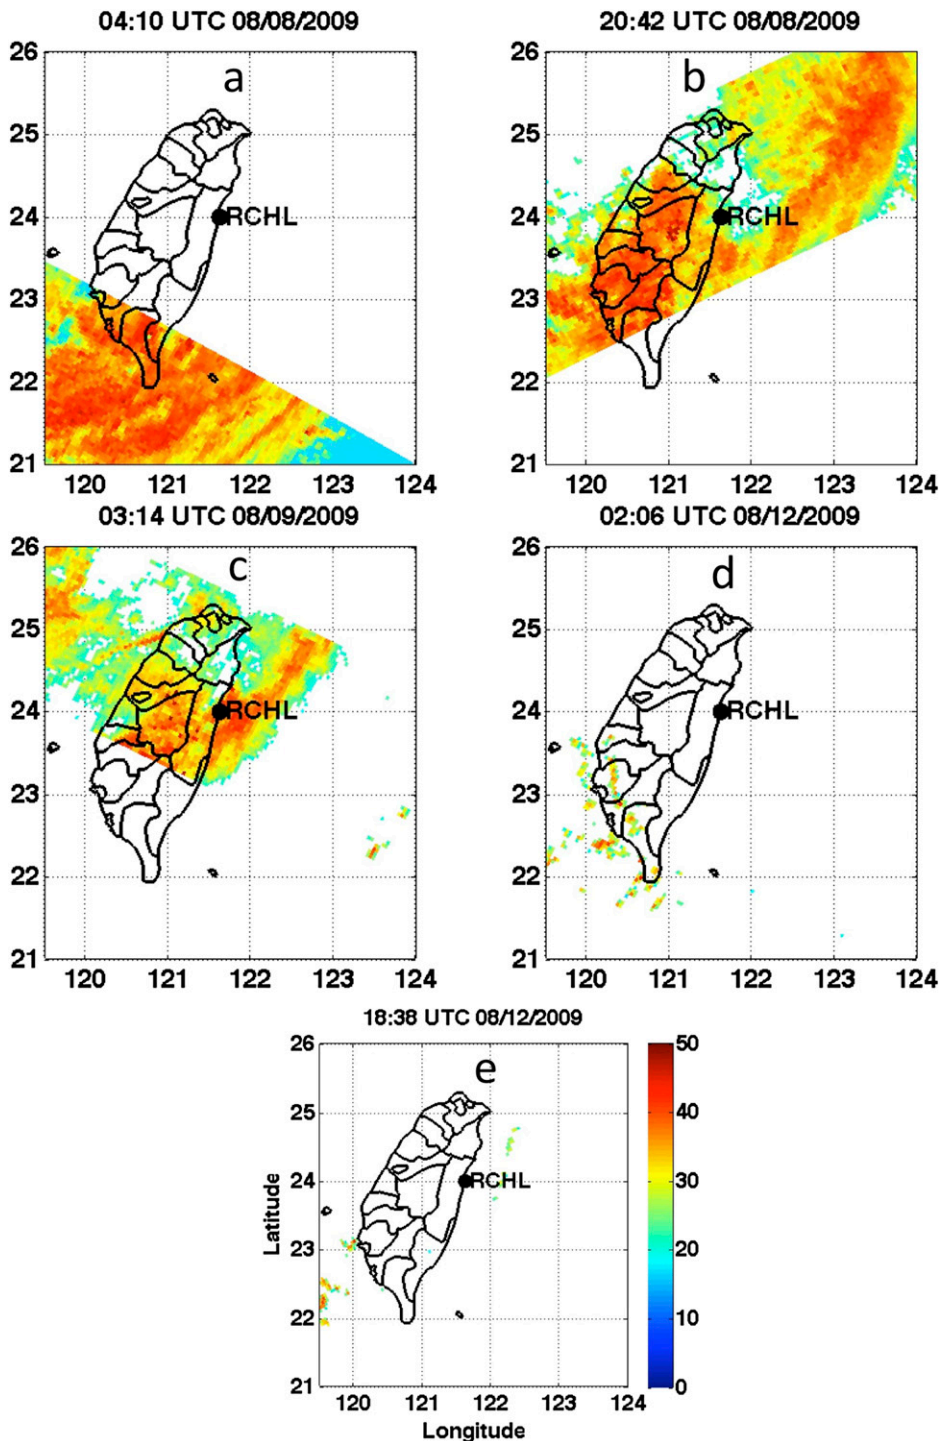 04:10 UTC 08/08/2009
20:42 UTC 08/08/2009
26
a
25
24
RCHL
23
22
21
120 121 122 123 124
26
b
25
24
RCHL
23
22
21
120 121 122 123 124
03:14 UTC 08/09/2009
02:06 UTC 08/12/2009
26
c
25
24
RCHL
23
22
21
120 121 122 123 124
26
d
25
24
RCHL
23
22
21
120 121 122 123 124
18:38 UTC 08/12/2009
26
e
25
24
RCHL
23
22
21
Latitude
120 121 122 123 124
Longitude
50
40
30
20
10
0